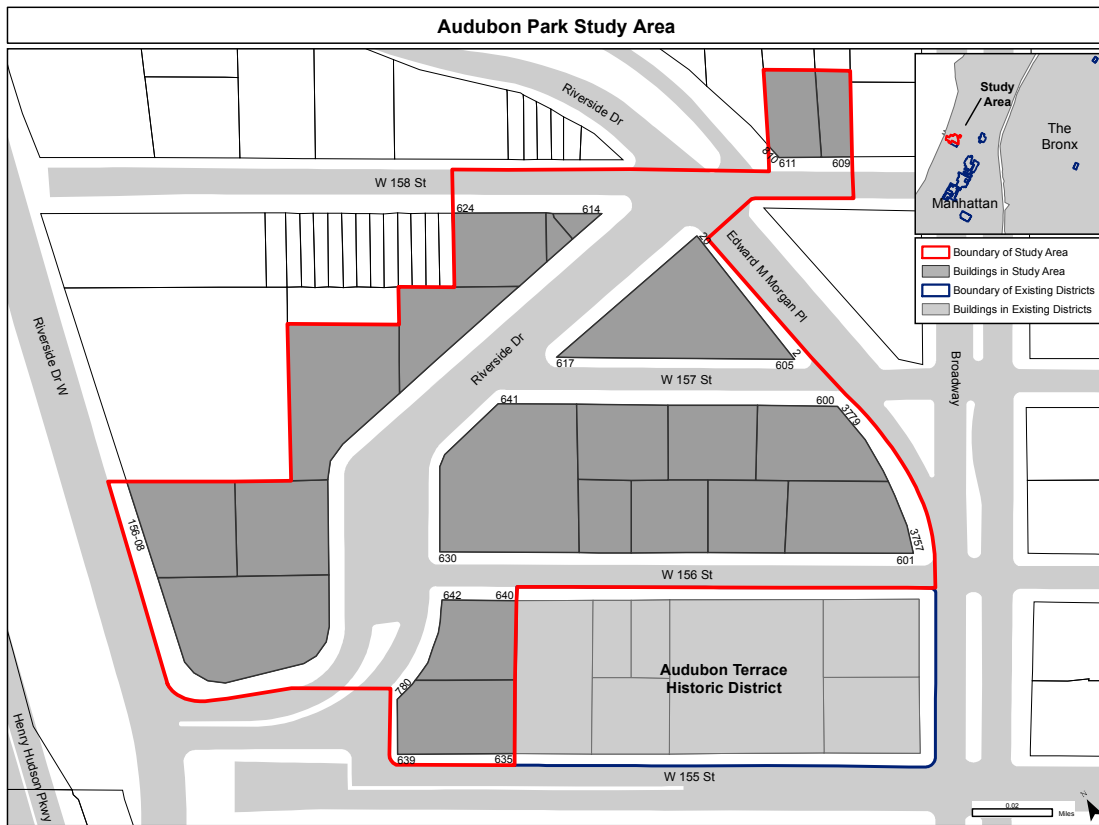 Audubon Park Study Area
Riverside Dr
Study
Area
The
Bronx
Manhattan
810
611
609
W 158 St
624
614
Boundary of Study Area
Buildings in Study Area
Boundary of Existing Districts
Buildings in Existing Districts
26
Edward M Morgan Pl
Riverside Dr W
Riverside Dr
617
605
2
W 157 St
Broadway
641
600
3779
156-08
3757
630
601
W 156 St
642
640
Audubon Terrace
Historic District
780
639
635
W 155 St
Henry Hudson Pkwy
0.02
Miles
N